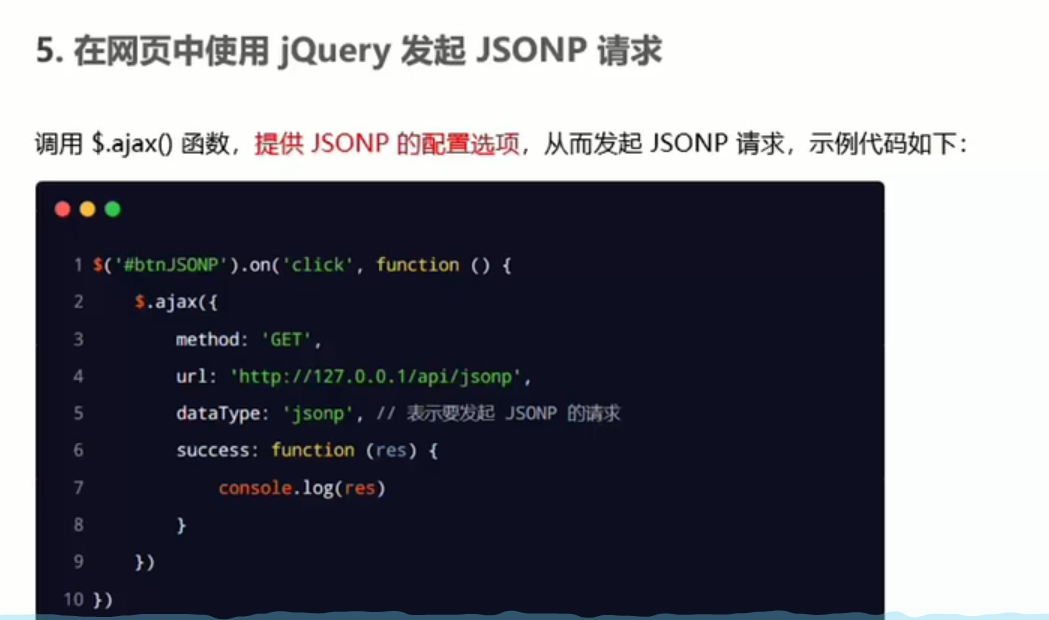 5. 在网页中使用 jQuery 发起 JSONP 请求
调用 $.ajax() 函数，提供 JSONP 的配置选项，从而发起 JSONP 请求，示例代码如下：
1 $('#btnJSONP').on('click', function () {
2 $.ajax({
3 method: 'GET',
4 url: 'http://127.0.0.1/api/jsonp',
5 dataType: 'jsonp', // 表示要发起 JSONP 的请求
6 success: function (res) {
7 console.log(res)
8 }
9 })
10 })